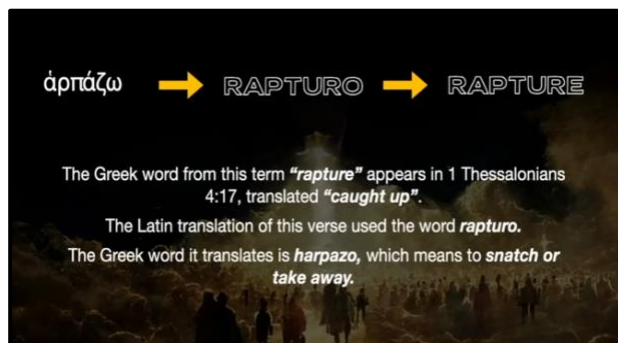 ἁρπάζω → RAPTURO → RAPTURE
The Greek word from this term “rapture” appears in 1 Thessalonians
4:17, translated “caught up”.
The Latin translation of this verse used the word rapturo.
The Greek word it translates is harpazo, which means to snatch or
take away.